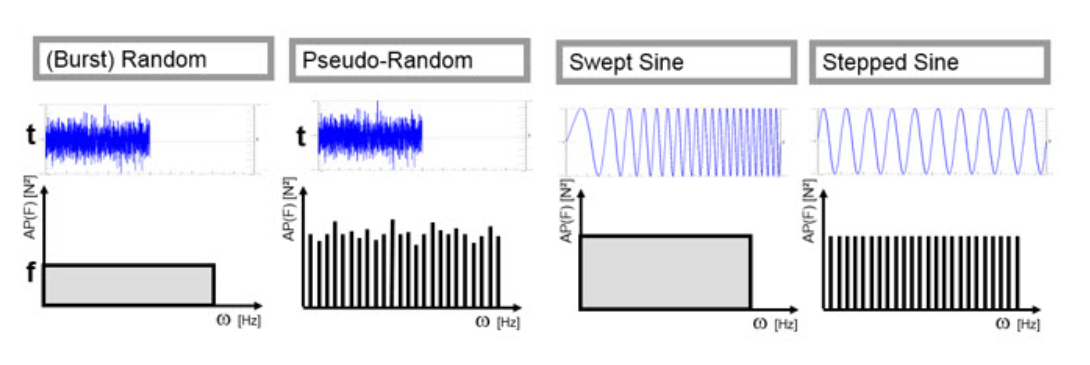 (Burst) Random
Pseudo-Random
Swept Sine
Stepped Sine
t
t
AP(F) [N²]
AP(F) [N²]
AP(F) [N²]
AP(F) [N²]
f
ω [Hz]
ω [Hz]
ω [Hz]
ω [Hz]